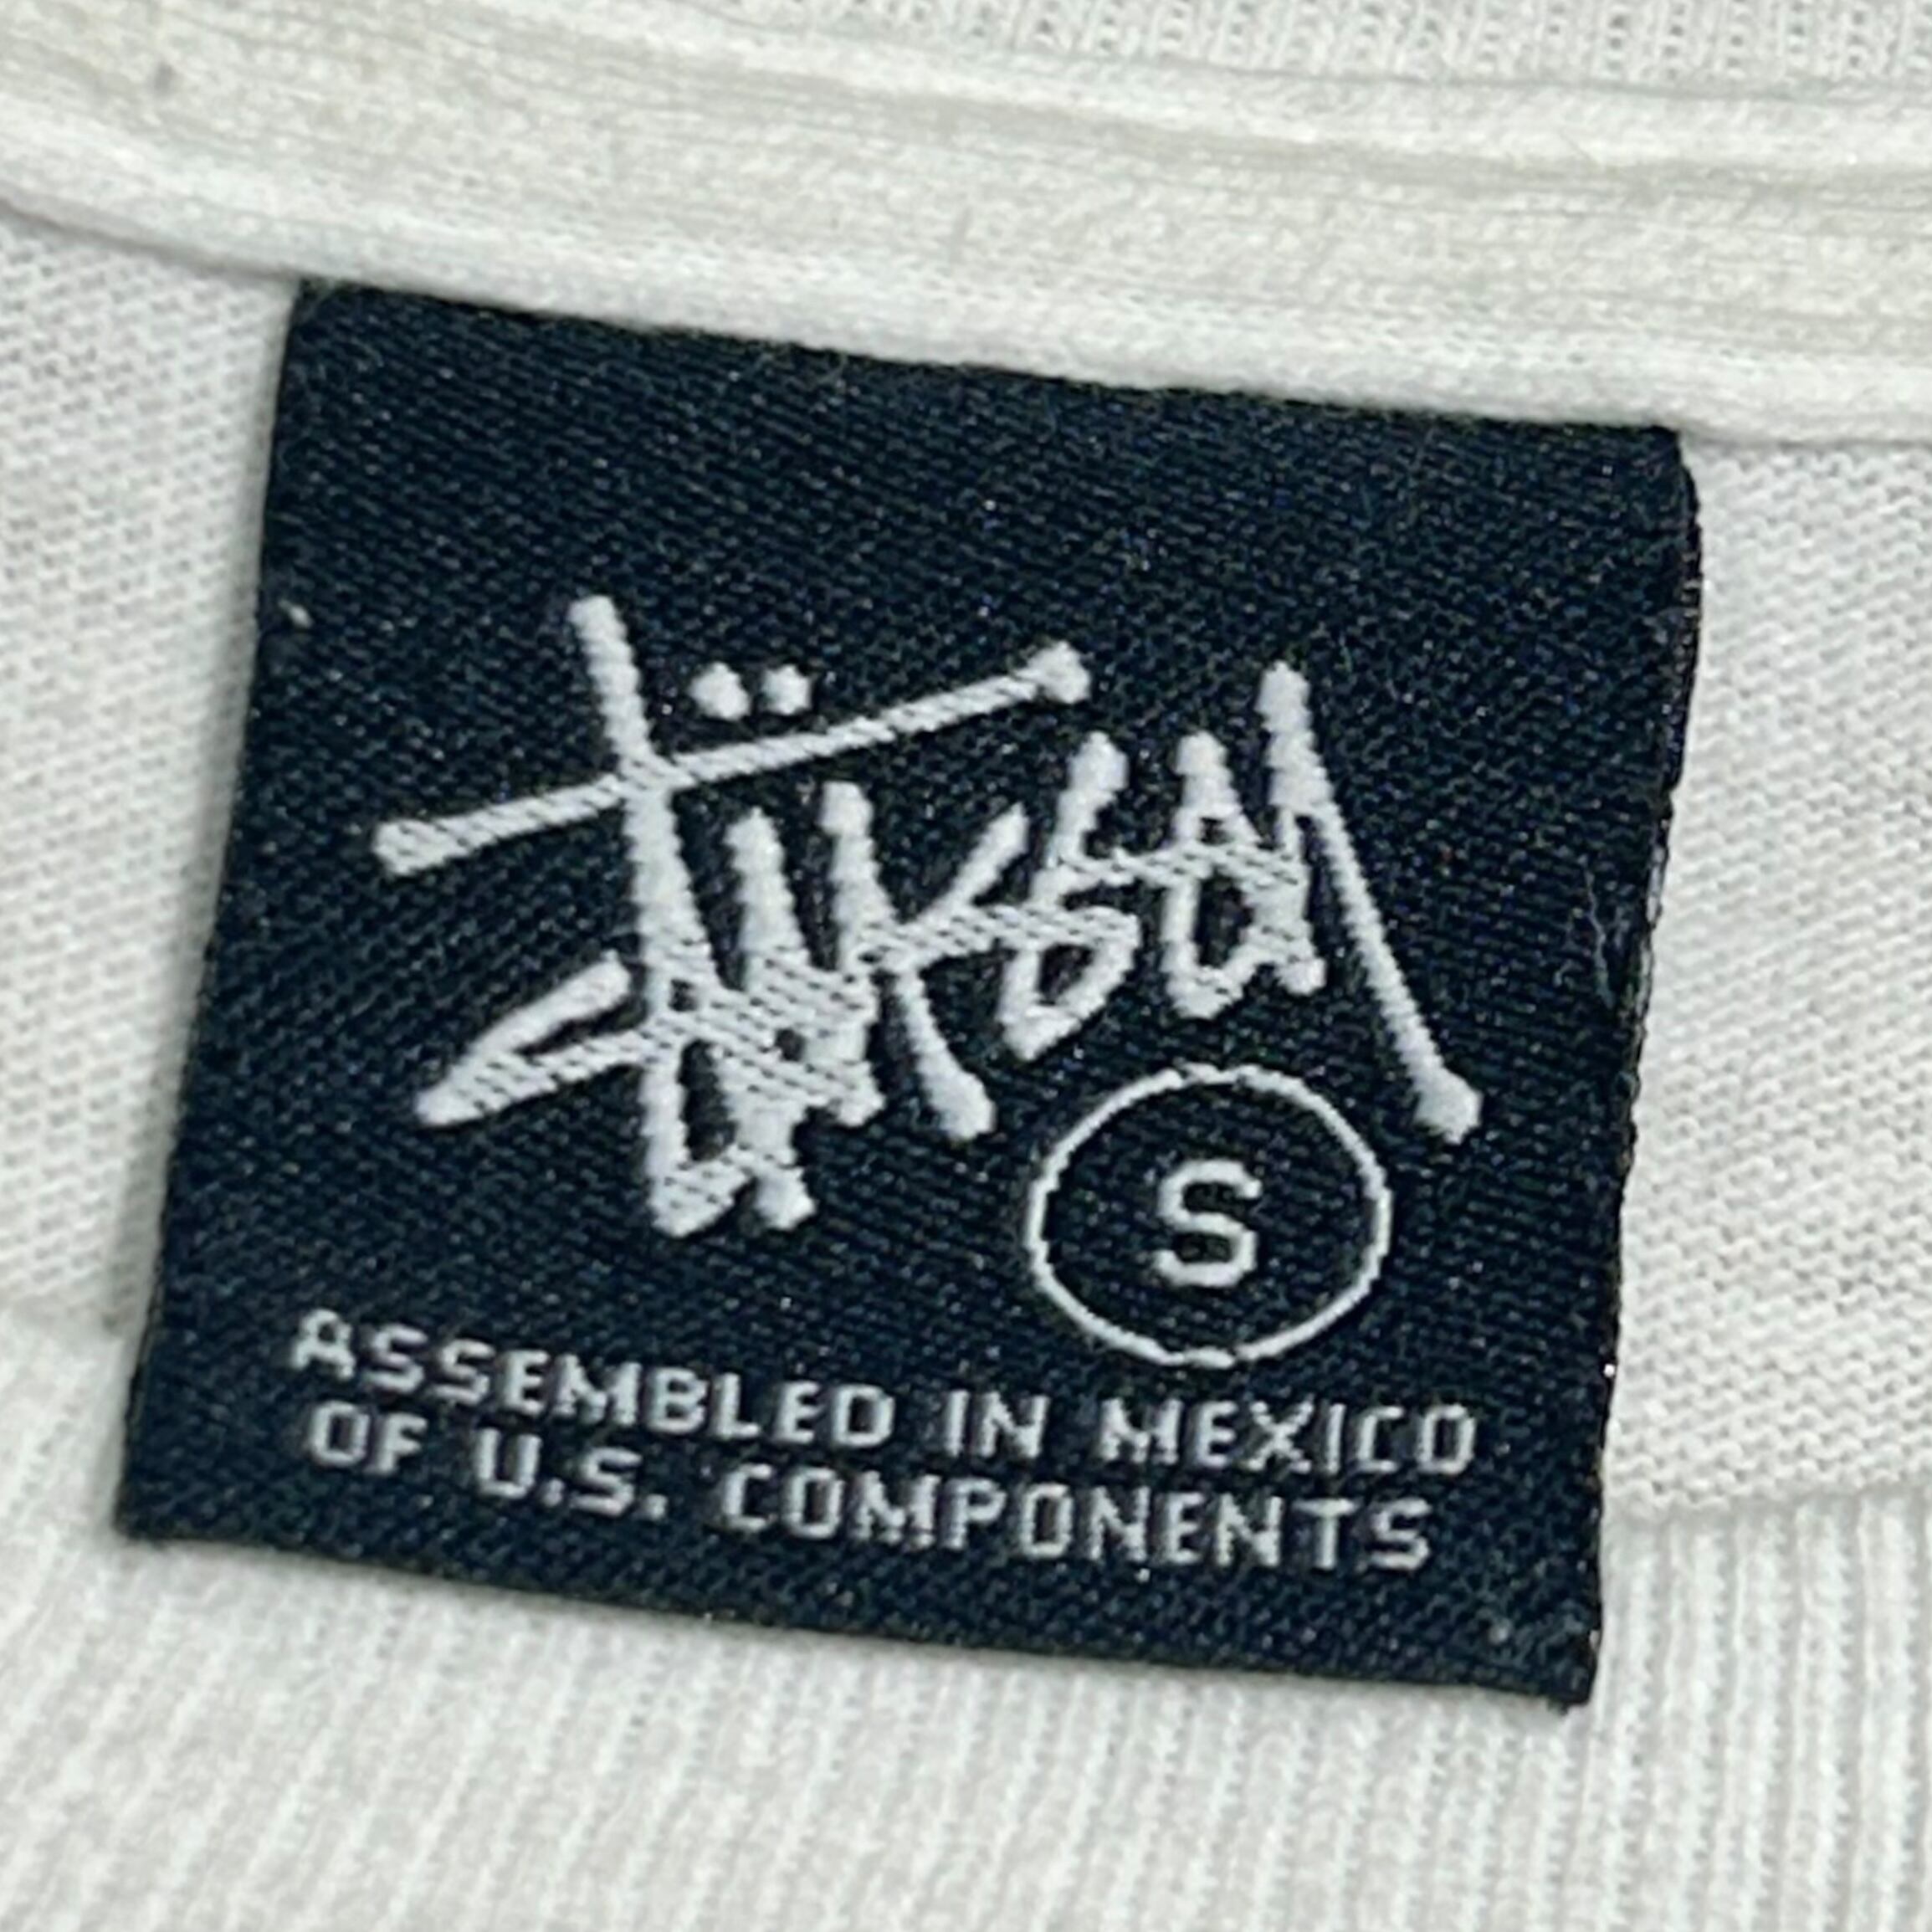 Stüssy
S
ASSEMBLED IN MEXICO
OF U.S. COMPONENTS